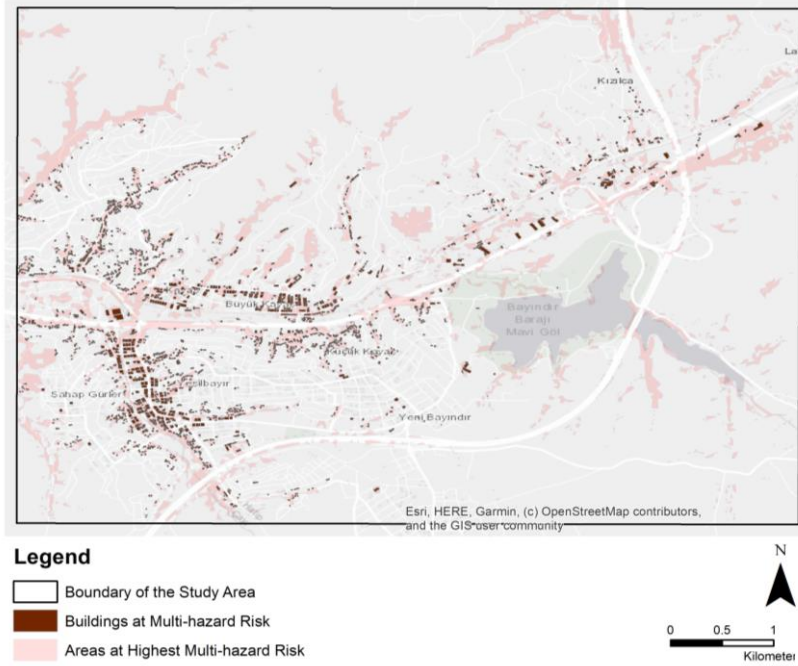 La
Kızılca
Büyük Kayaş
Bayındır
Barajı
Mavi Göl
Küçük Kayaş
Yeşilbayır
Şahap Gürler
Yeni Bayındır
Esri, HERE, Garmin, (c) OpenStreetMap contributors,
and the GIS user community
Legend
Boundary of the Study Area
Buildings at Multi-hazard Risk
Areas at Highest Multi-hazard Risk
N
0 0.5 1
Kilometer